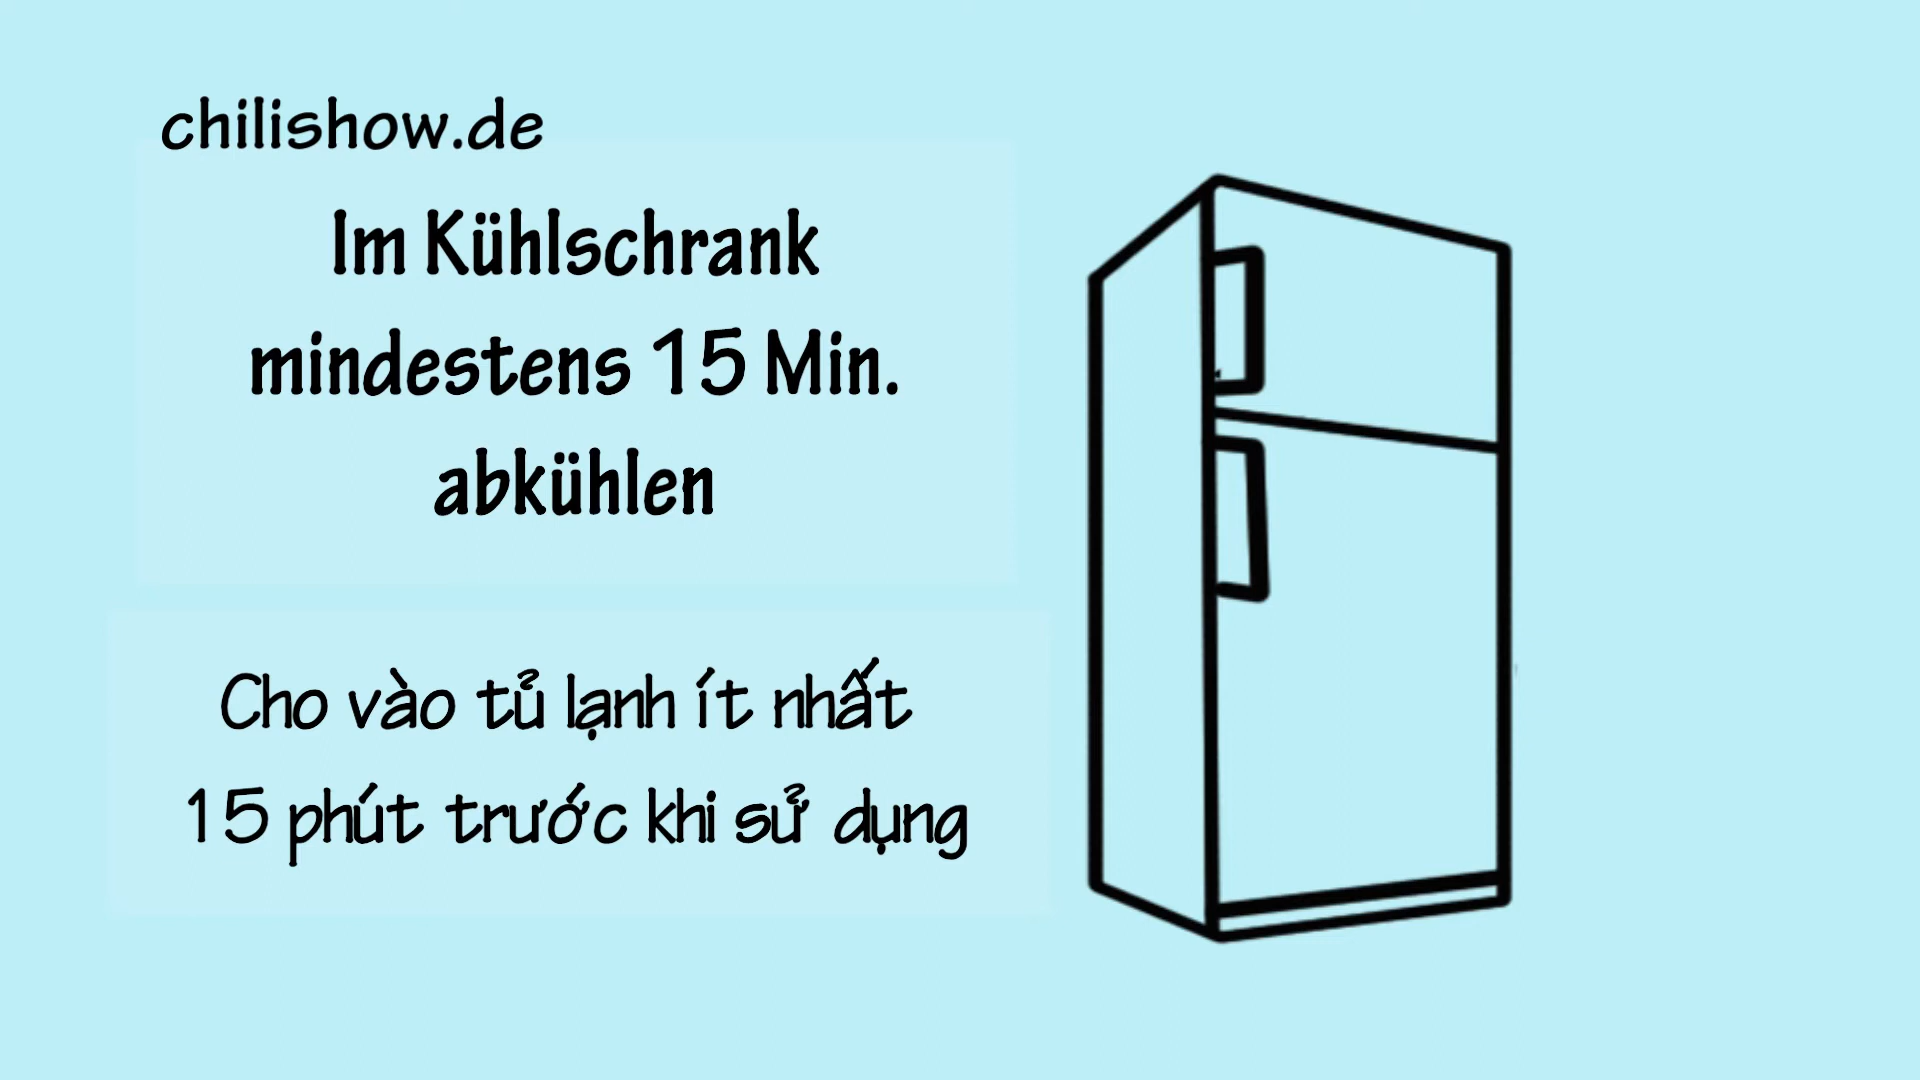 chilishow.de
Im Kühlschrank
mindestens 15 Min.
abkühlen
Cho vào tủ lạnh ít nhất
15 phút trước khi sử dụng